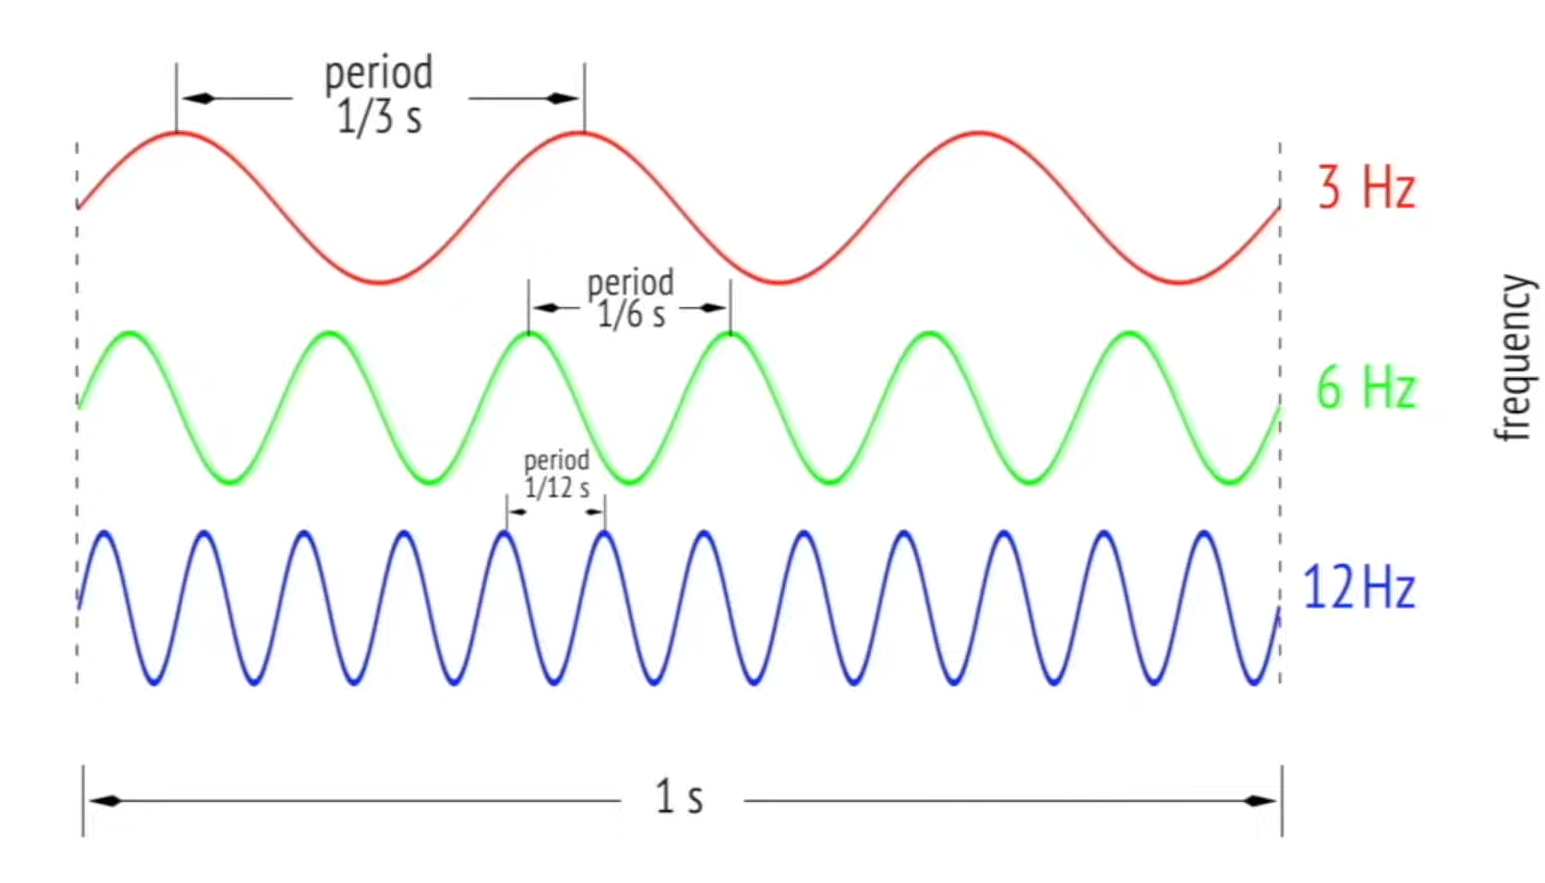 period
1/3 s
3 Hz
period
1/6 s
6 Hz
frequency
period
1/12 s
12Hz
1 s